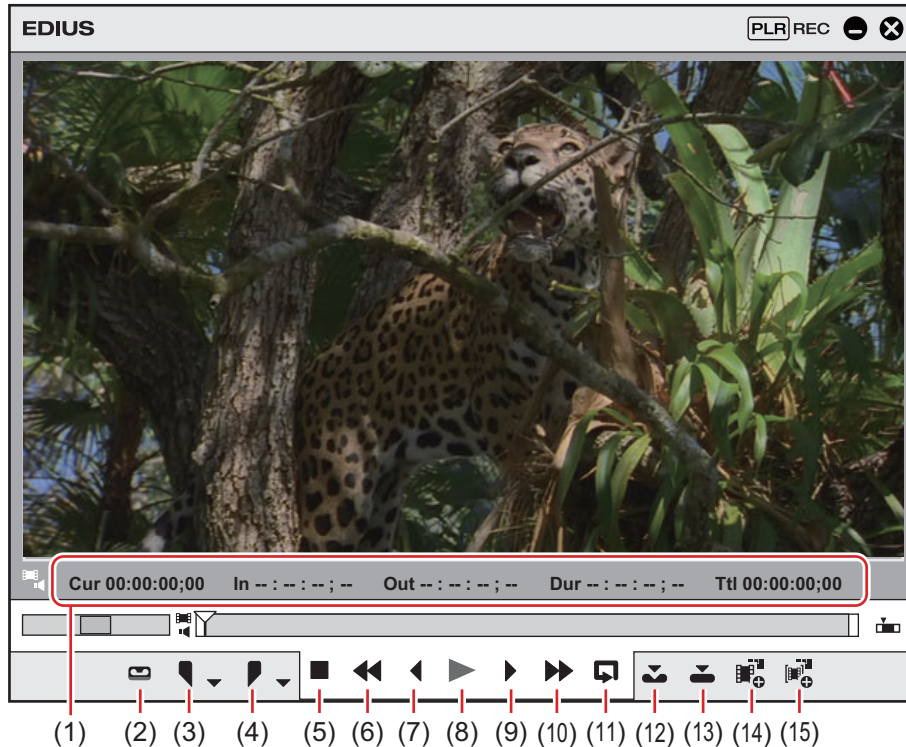 EDIUS PLR REC
Cur 00:00:00;00 In -- : -- : -- ; -- Out -- : -- : -- ; -- Dur -- : -- : -- ; -- Ttl 00:00:00;00
(1) (2) (3) (4) (5) (6) (7) (8) (9) (10) (11) (12) (13) (14) (15)